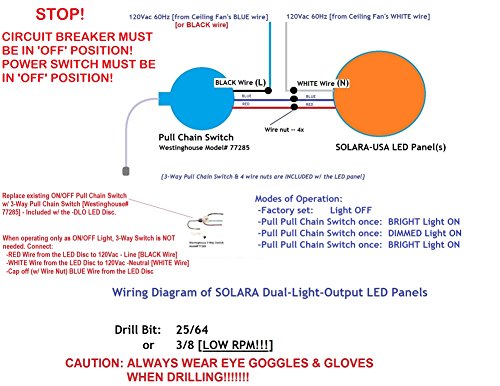 STOP!
CIRCUIT BREAKER MUST
BE IN 'OFF' POSITION!
POWER SWITCH MUST BE
IN 'OFF' POSITION!
120Vac 60Hz [from Ceiling Fan's BLUE wire]
[or BLACK wire]
120Vac 60Hz [from Ceiling Fan's WHITE wire]
BLACK Wire (L)
WHITE Wire (N)
BLUE
BLUE
RED
RED
Wire nut -- 4x
Pull Chain Switch
Westinghouse Model# 77285
SOLARA-USA LED Panel(s)
[3-Way Pull Chain Switch & 4 wire nuts are INCLUDED w/ the LED panel]
Replace existing ON/OFF Pull Chain Switch
w/ 3-Way Pull Chain Switch [Westinghouse#
77285] - Included w/ the -DLO LED Disc.
When operating only as ON/OFF Light, 3-Way Switch is
NOT needed. Connect:
-RED Wire from the LED Disc to 120Vac - Line [BLACK Wire]
-WHITE Wire from the LED Disc to 120Vac -Neutral [WHITE Wire]
-Cap off (w/ Wire Nut) BLUE Wire from the LED Disc
Modes of Operation:
-Factory set: Light OFF
-Pull Pull Chain Switch once: BRIGHT Light ON
-Pull Pull Chain Switch once: DIMMED Light ON
-Pull Pull Chain Switch once: BRIGHT Light ON
Wiring Diagram of SOLARA Dual-Light-Output LED Panels
Drill Bit: 25/64
or 3/8 [LOW RPM!!!]
CAUTION: ALWAYS WEAR EYE GOGGLES & GLOVES
WHEN DRILLING!!!!!!!